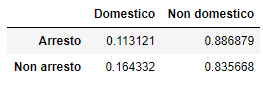 Domestico Non domestico
Arresto 0.113121 0.886879
Non arresto 0.164332 0.835668